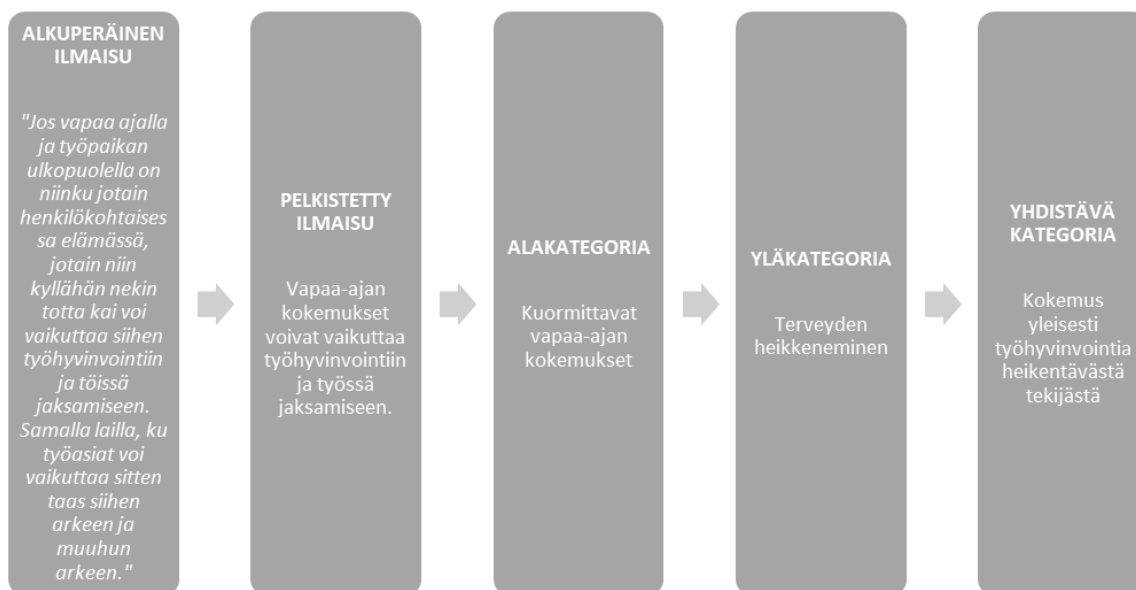 ALKUPERÄINEN
ILMAISU
"Jos vapaa ajalla
ja työpaikan
ulkopuolella on
niinku jotain
henkilökohtaises
sa elämässä,
jotain niin
kyllähän nekin
totta kai voi
vaikuttaa siihen
työhyvinvointiin
ja töissä
jaksamiseen.
Samalla lailla, ku
työasiat voi
vaikuttaa sitten
taas siihen
arkeen ja
muuhun
arkeen."
PELKISTETTY
ILMAISU
Vapaa-ajan
kokemukset
voivat vaikuttaa
työhyvinvointiin
ja työssä
jaksamiseen.
ALAKATEGORIA
Kuormittavat
vapaa-ajan
kokemukset
YLÄKATEGORIA
Terveyden
heikkeneminen
YHDISTÄVÄ
KATEGORIA
Kokemus
yleisesti
työhyvinvointia
heikentävästä
tekijästä